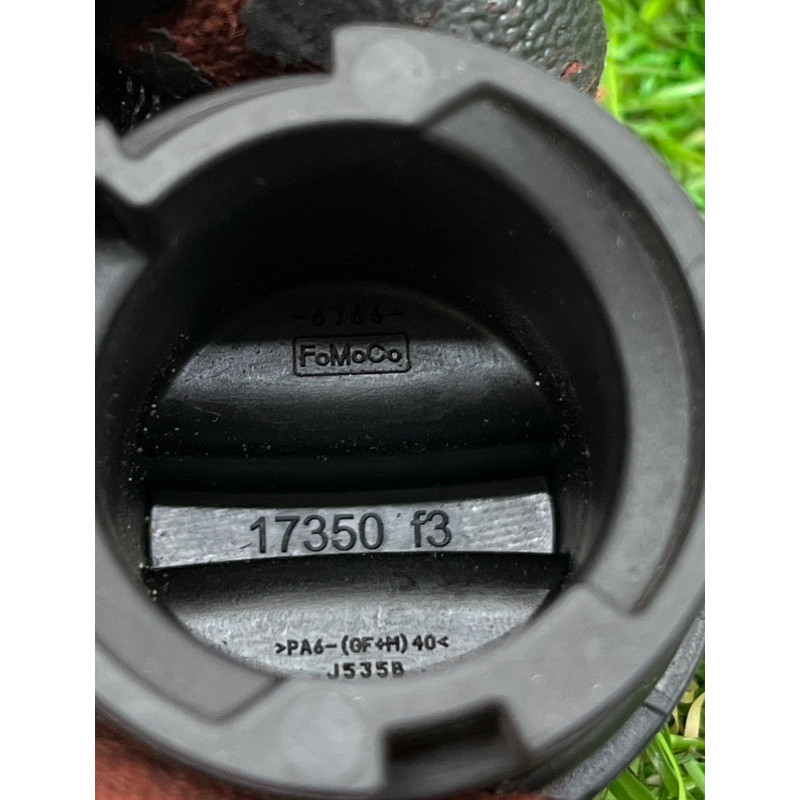 -6766-
FoMoCo
17350 f3
>PA6-(GF+M)40<
J535B